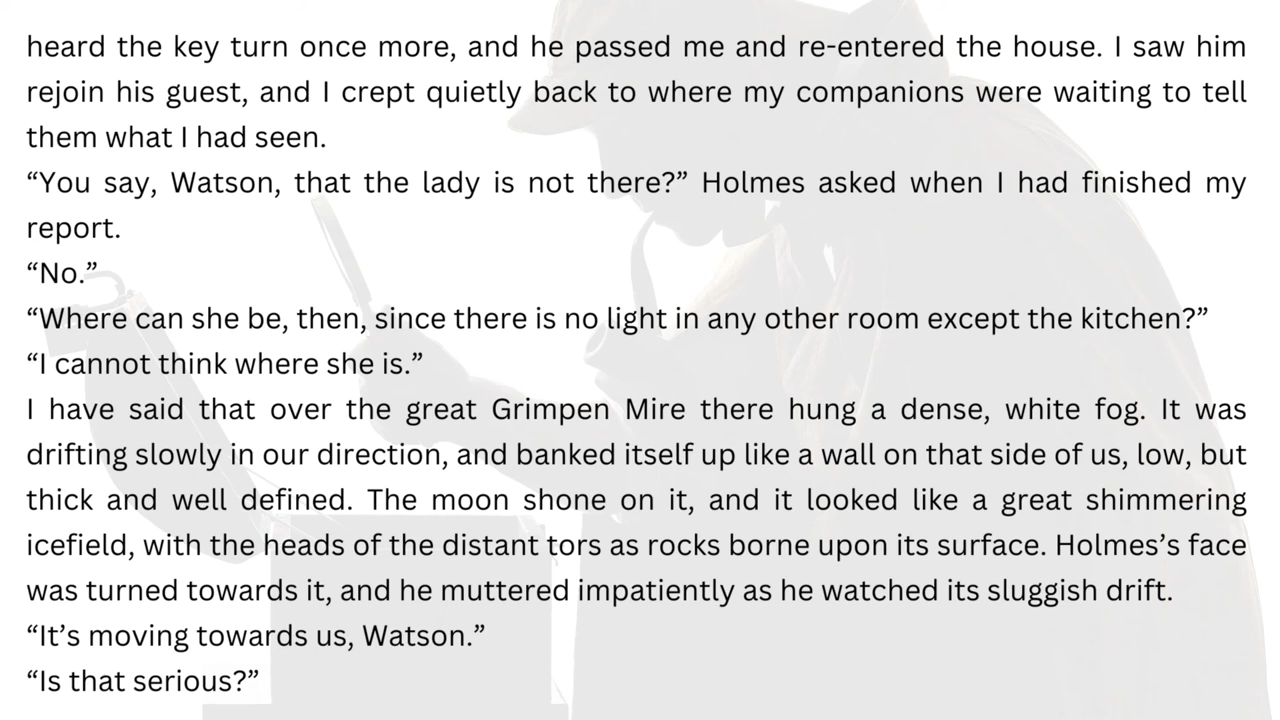 heard the key turn once more, and he passed me and re-entered the house. I saw him
rejoin his guest, and I crept quietly back to where my companions were waiting to tell
them what I had seen.
“You say, Watson, that the lady is not there?” Holmes asked when I had finished my
report.
“No.”
“Where can she be, then, since there is no light in any other room except the kitchen?”
“I cannot think where she is.”
I have said that over the great Grimpen Mire there hung a dense, white fog. It was
drifting slowly in our direction, and banked itself up like a wall on that side of us, low, but
thick and well defined. The moon shone on it, and it looked like a great shimmering
icefield, with the heads of the distant tors as rocks borne upon its surface. Holmes’s face
was turned towards it, and he muttered impatiently as he watched its sluggish drift.
“It’s moving towards us, Watson.”
“Is that serious?”